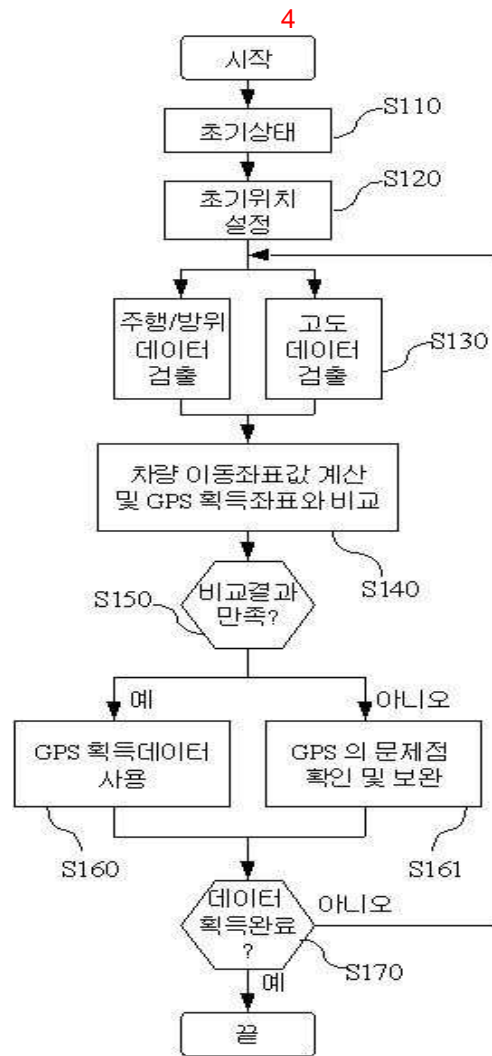 4
시작
초기상태
S110
초기위치
설정
S120
주행/방위
데이터
검출
고도
데이터
검출
S130
차량 이동좌표값 계산
및 GPS 획득좌표와 비교
S140
비교결과
만족?
S150
예
아니오
GPS 획득데이터
사용
S160
GPS 의 문제점
확인 및 보완
S161
데이터
획득완료
?
아니오
S170
예
끝